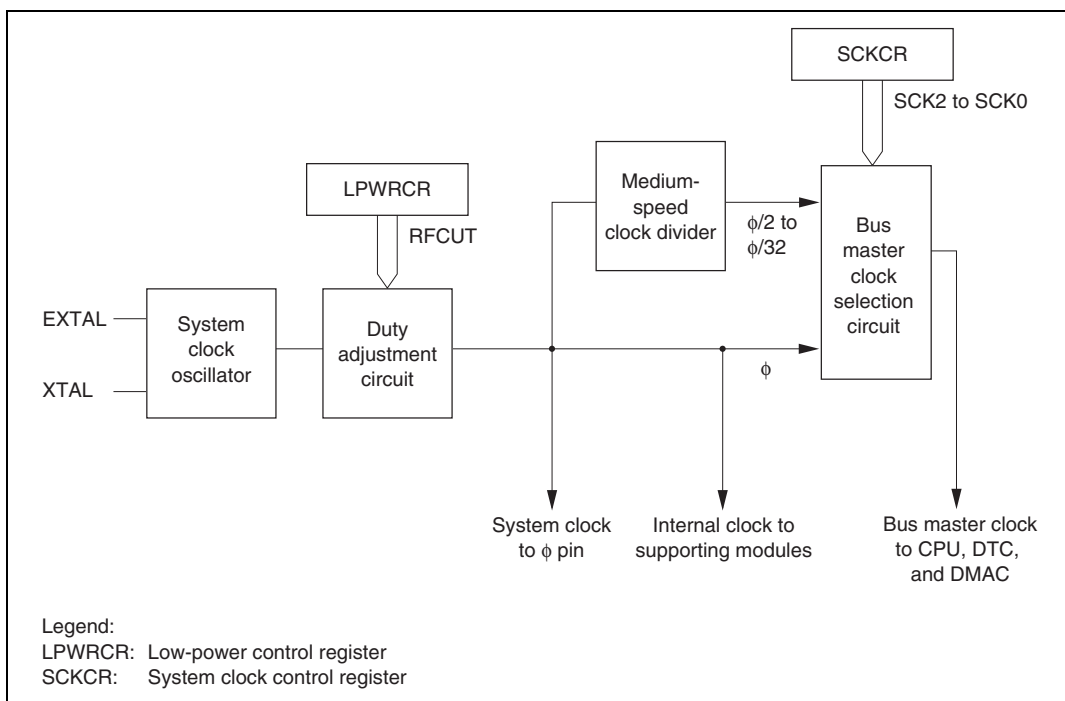 SCKCR
SCK2 to SCK0
LPWRCR
RFCUT
Medium-
speed
clock divider
ϕ/2 to
ϕ/32
Bus
master
clock
selection
circuit
EXTAL
XTAL
System
clock
oscillator
Duty
adjustment
circuit
ϕ
System clock
to ϕ pin
Internal clock to
supporting modules
Bus master clock
to CPU, DTC,
and DMAC
Legend:
LPWRCR: Low-power control register
SCKCR: System clock control register